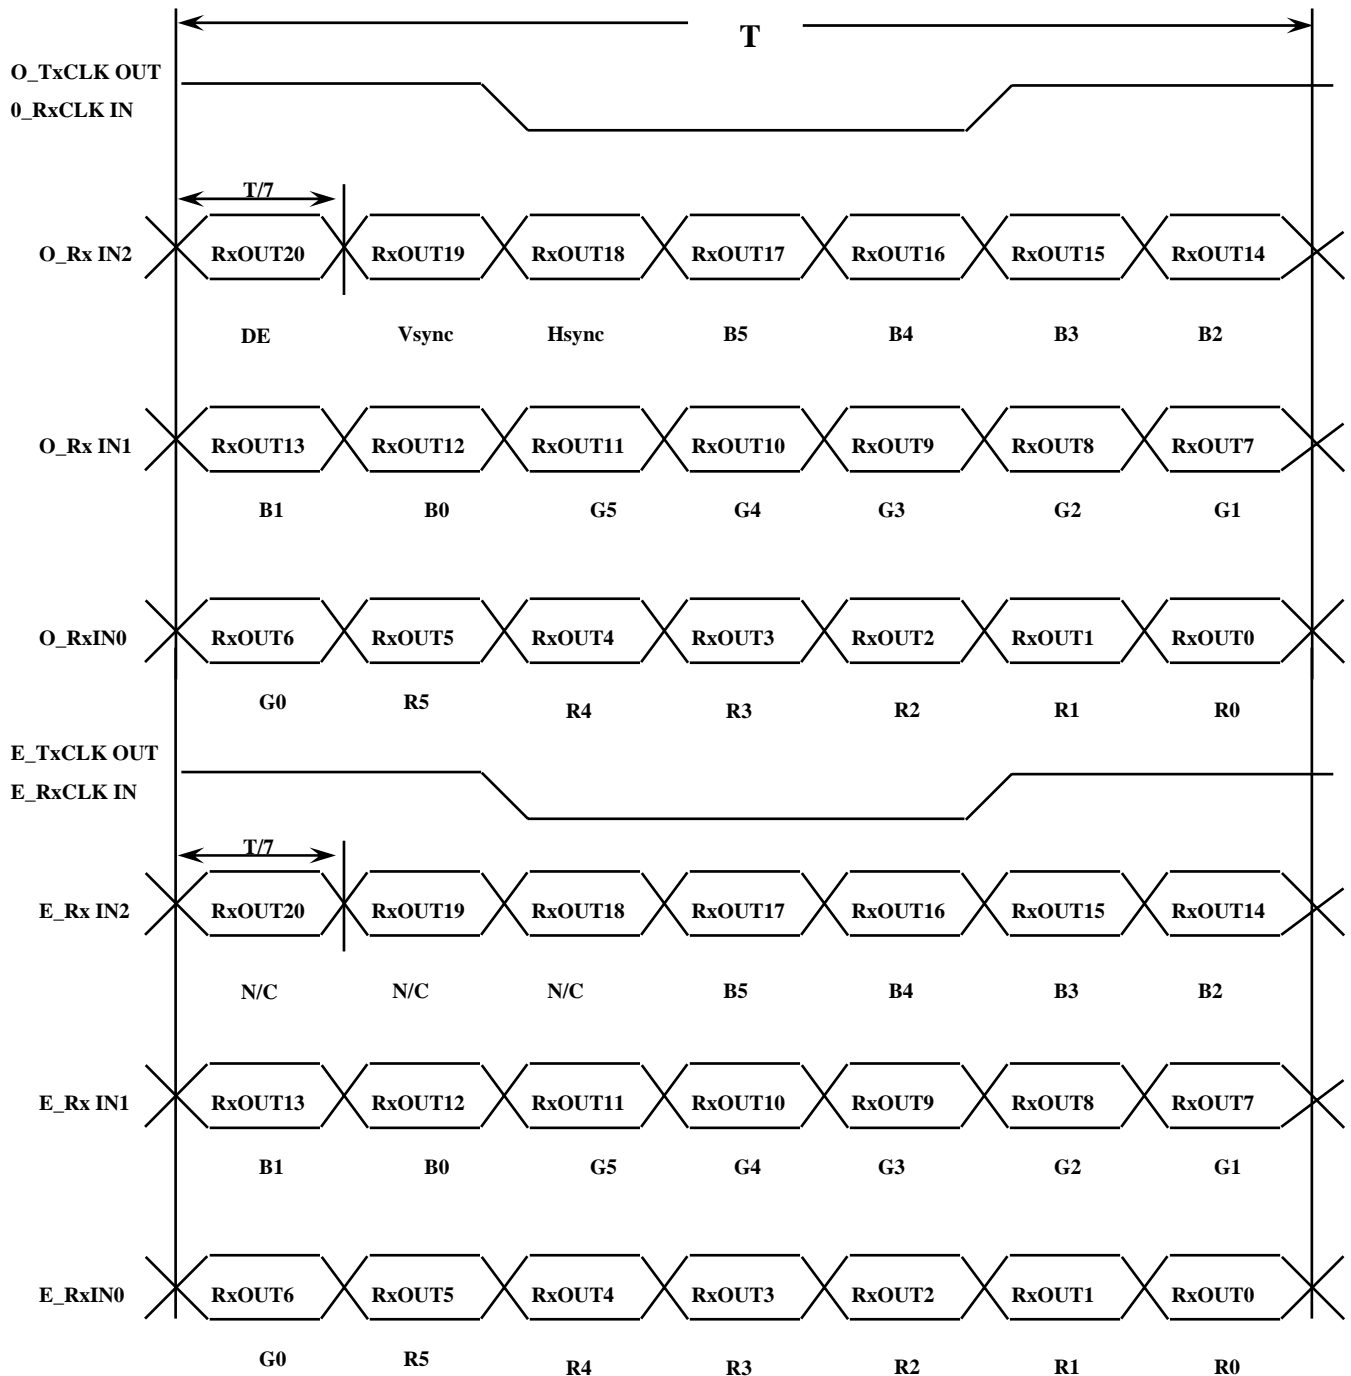 T
O_TxCLK OUT
0_RxCLK IN
T/7
O_Rx IN2 RxOUT20 RxOUT19 RxOUT18 RxOUT17 RxOUT16 RxOUT15 RxOUT14
DE Vsync Hsync B5 B4 B3 B2
O_Rx IN1 RxOUT13 RxOUT12 RxOUT11 RxOUT10 RxOUT9 RxOUT8 RxOUT7
B1 B0 G5 G4 G3 G2 G1
O_RxIN0 RxOUT6 RxOUT5 RxOUT4 RxOUT3 RxOUT2 RxOUT1 RxOUT0
G0 R5 R4 R3 R2 R1 R0
E_TxCLK OUT
E_RxCLK IN
T/7
E_Rx IN2 RxOUT20 RxOUT19 RxOUT18 RxOUT17 RxOUT16 RxOUT15 RxOUT14
N/C N/C N/C B5 B4 B3 B2
E_Rx IN1 RxOUT13 RxOUT12 RxOUT11 RxOUT10 RxOUT9 RxOUT8 RxOUT7
B1 B0 G5 G4 G3 G2 G1
E_RxIN0 RxOUT6 RxOUT5 RxOUT4 RxOUT3 RxOUT2 RxOUT1 RxOUT0
G0 R5 R4 R3 R2 R1 R0